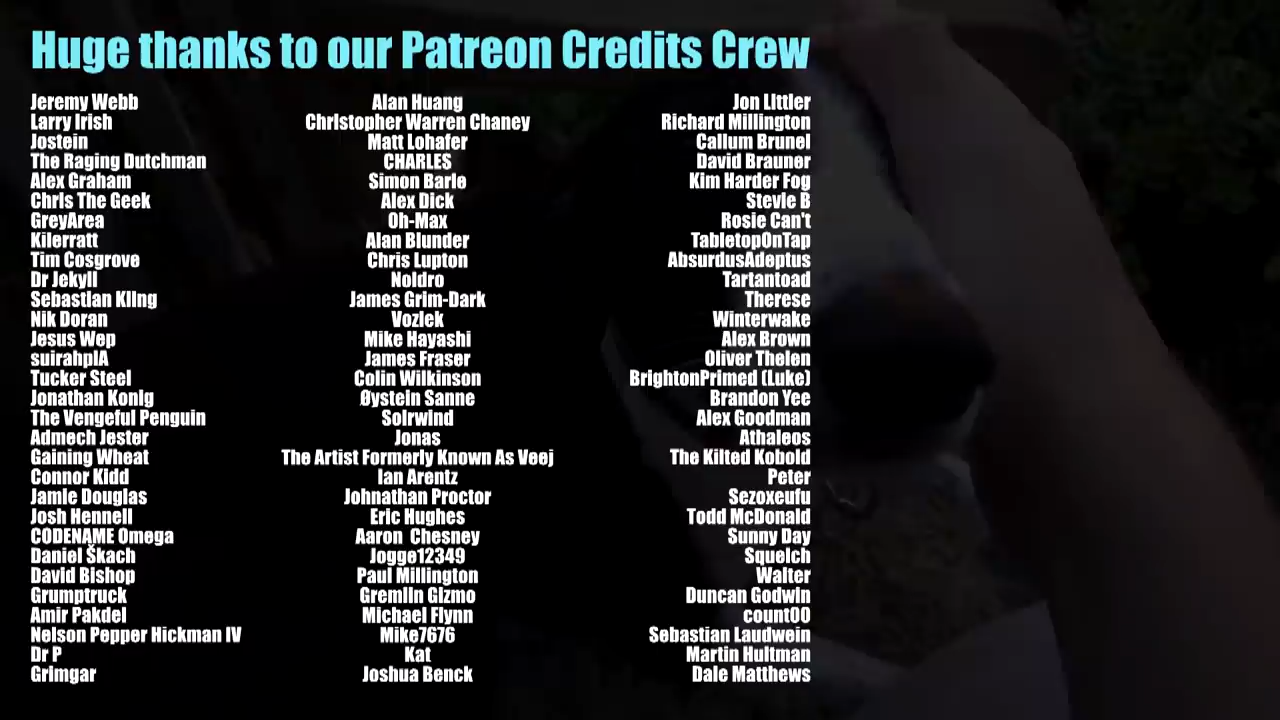 Huge thanks to our Patreon Credits Crew
Jeremy Webb
Larry Irish
Jostein
The Raging Dutchman
Alex Graham
Chris The Geek
GreyArea
Kilerratt
Tim Cosgrove
Dr Jekyll
Sebastian Kling
Nik Doran
Jesus Wep
suirahplA
Tucker Steel
Jonathan Konig
The Vengeful Penguin
Admech Jester
Gaining Wheat
Connor Kidd
Jamie Douglas
Josh Hennell
CODENAME Omega
Daniel Škach
David Bishop
Grumptruck
Amir Pakdel
Nelson Pepper Hickman IV
Dr P
Grimgar
Alan Huang
Christopher Warren Chaney
Matt Lohafer
CHARLES
Simon Barle
Alex Dick
Oh-Max
Alan Blunder
Chris Lupton
Noldro
James Grim-Dark
Vozlek
Mike Hayashi
James Fraser
Colin Wilkinson
Øystein Sanne
Solrwind
Jonas
The Artist Formerly Known As Veej
Ian Arentz
Johnathan Proctor
Eric Hughes
Aaron  Chesney
Jogge12349
Paul Millington
Gremlin Gizmo
Michael Flynn
Mike7676
Kat
Joshua Benck
Jon Littler
Richard Millington
Callum Brunel
David Brauner
Kim Harder Fog
Stevie B
Rosie Can't
TabletopOnTap
AbsurdusAdeptus
Tartantoad
Therese
Winterwake
Alex Brown
Oliver Thelen
BrightonPrimed (Luke)
Brandon Yee
Alex Goodman
Athaleos
The Kilted Kobold
Peter
Sezoxeufu
Todd McDonald
Sunny Day
Squelch
Walter
Duncan Godwin
count00
Sebastian Laudwein
Martin Hultman
Dale Matthews